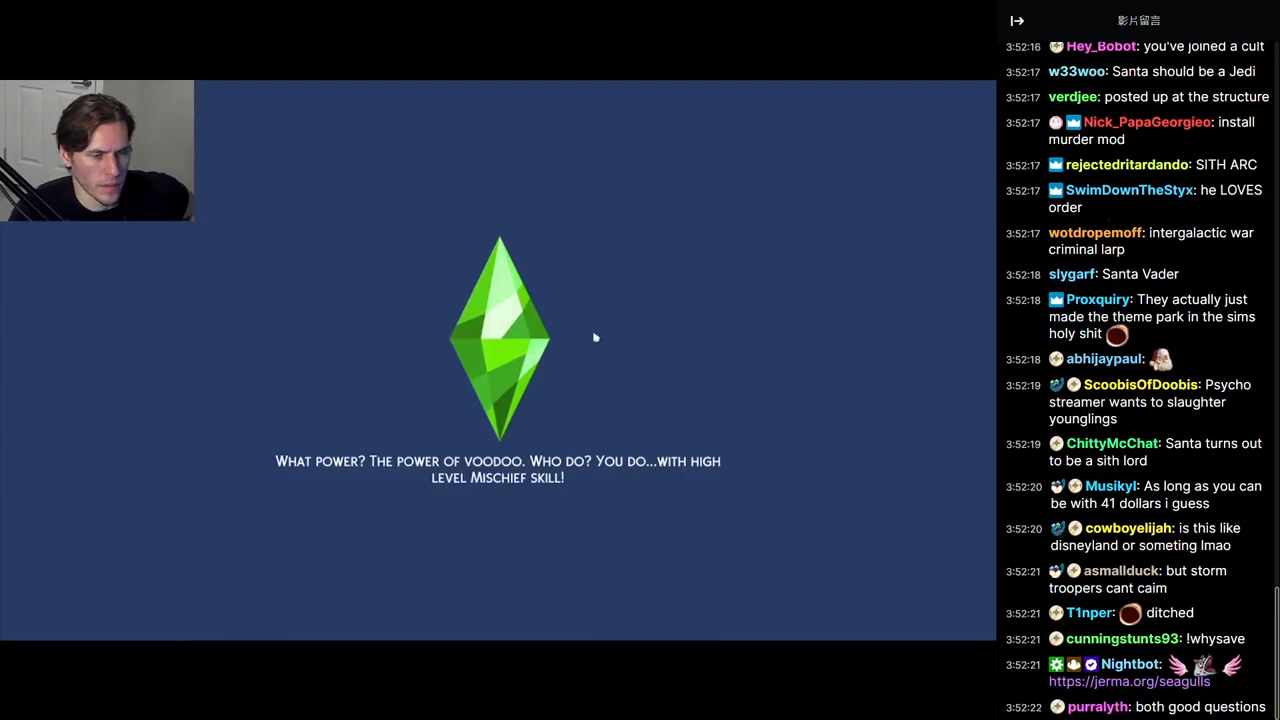 影片留言
3:52:16 Hey_Bobot: you've joined a cult
3:52:17 w33woo: Santa should be a Jedi
3:52:17 verdjee: posted up at the structure
3:52:17 Nick_PapaGeorgieo: install
murder mod
3:52:17 rejectedritardando: SITH ARC
3:52:17 SwimDownTheStyx: he LOVES
order
3:52:17 wotdropemoff: intergalactic war
criminal larp
3:52:18 slygarf: Santa Vader
3:52:18 Proxquiry: They actually just
made the theme park in the sims
holy shit
3:52:18 abhijaypaul:
3:52:19 ScoobisOfDoobis: Psycho
streamer wants to slaughter
younglings
3:52:19 ChittyMcChat: Santa turns out
to be a sith lord
3:52:20 Musikyl: As long as you can
be with 41 dollars i guess
3:52:20 cowboyelijah: is this like
disneyland or someting lmao
3:52:21 asmallduck: but storm
troopers cant caim
3:52:21 T1nper: ditched
3:52:21 cunningstunts93: !whysave
3:52:21 Nightbot:
https://jerma.org/seagulls
3:52:22 purralyth: both good questions
WHAT POWER? THE POWER OF VOODOO. WHO DO? YOU DO...WITH HIGH
LEVEL MISCHIEF SKILL!